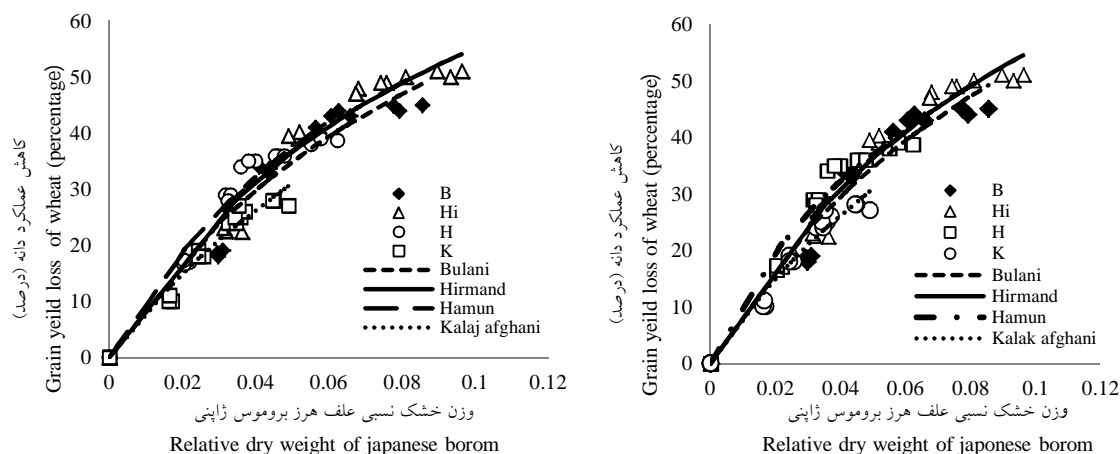 کاهش عملکرد دانه (درصد)
Grain yeild loss of wheat (percentage)
60
50
40
30
20
10
0
B
Hi
H
K
Bulani
Hirmand
Hamun
Kalaj afghani
0
0.02
0.04
0.06
0.08
0.1
0.12
وزن خشک نسبی علف هرز بروموس ژاپنی
Relative dry weight of japanese borom
کاهش عملکرد دانه (درصد)
Grain yeild loss of wheat (percentage)
60
50
40
30
20
10
0
B
Hi
H
K
Bulani
Hirmand
Hamun
Kalak afghani
0
0.02
0.04
0.06
0.08
0.1
0.12
وزن خشک نسبی علف هرز بروموس ژاپنی
Relative dry weight of japonese borom